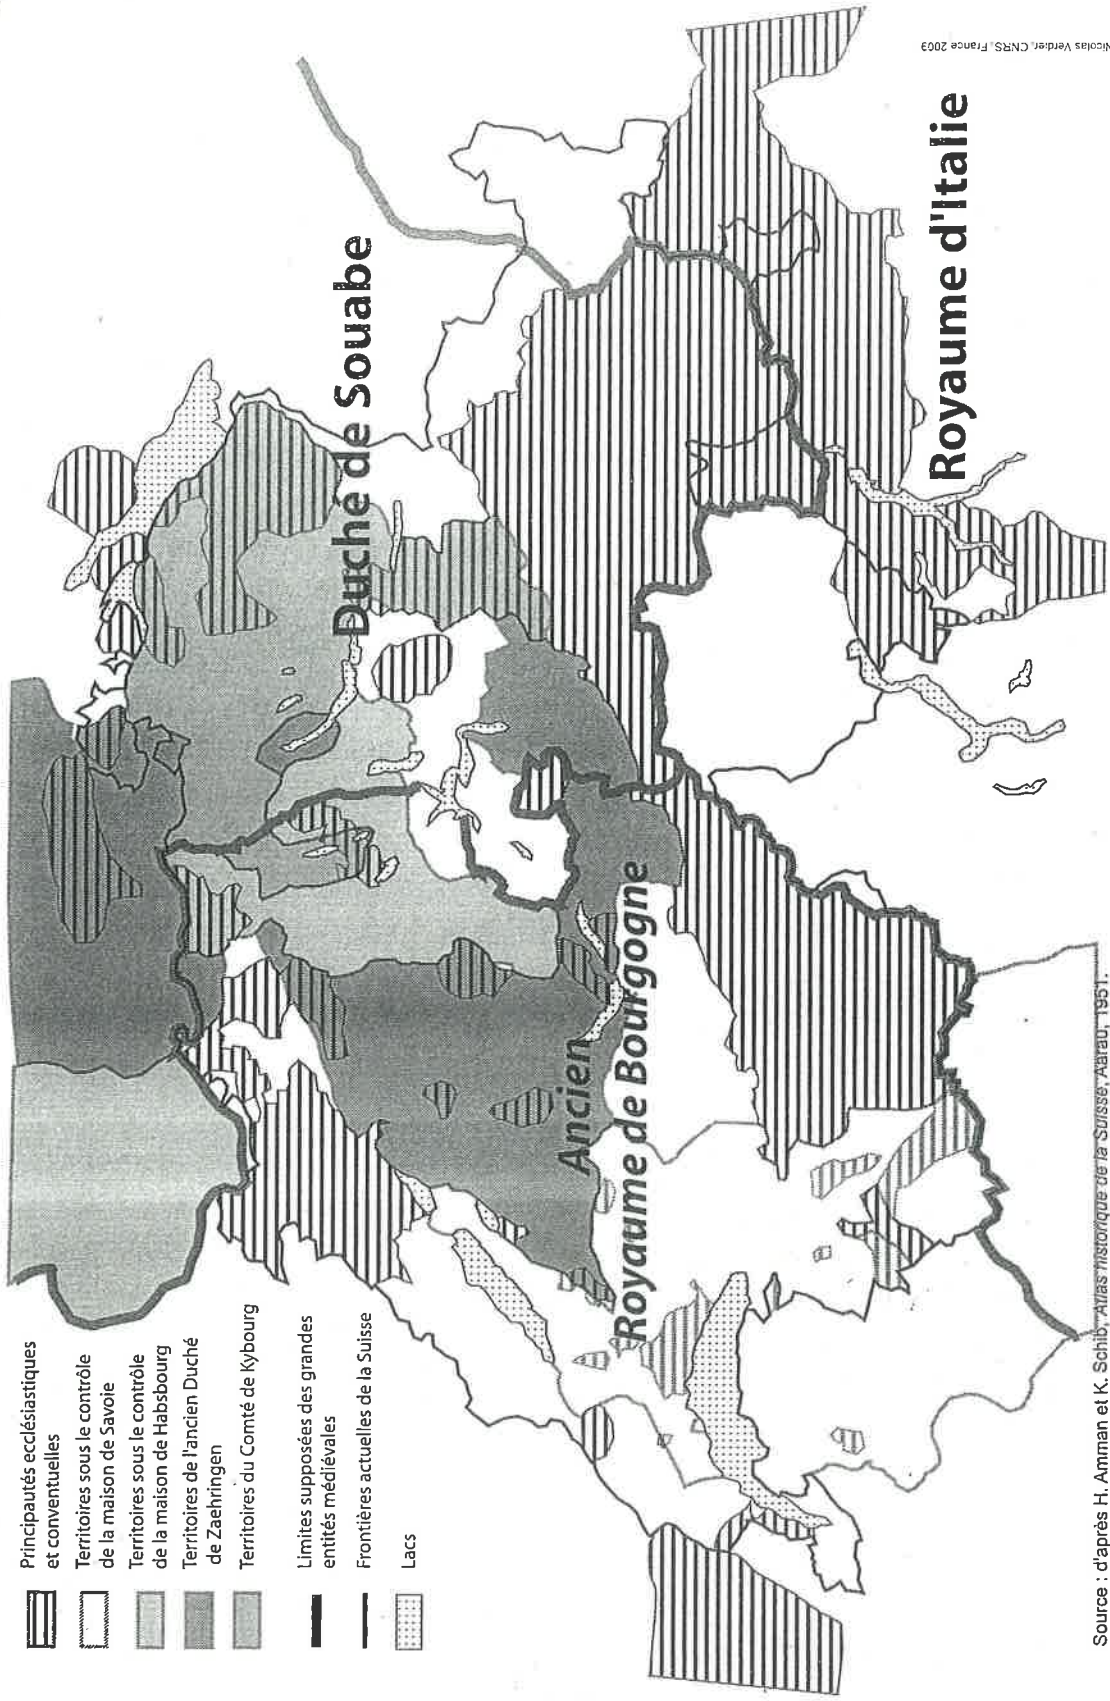 Principautés ecclésiastiques
et conventuelles
Territoires sous le contrôle
de la maison de Savoie
Territoires sous le contrôle
de la maison de Habsbourg
Territoires de l'ancien Duché
de Zaehringen
Territoires du Comté de Kybourg
Limites supposées des grandes
entités médiévales
Frontières actuelles de la Suisse
Lacs
Duché de Souabe
Ancien
Royaume de Bourgogne
Royaume d'Italie
Nicolas Verdier, CNRS, France 2003
Source : d'après H. Amman et K. Schib, Atlas historique de la Suisse, Aarau, 1951.